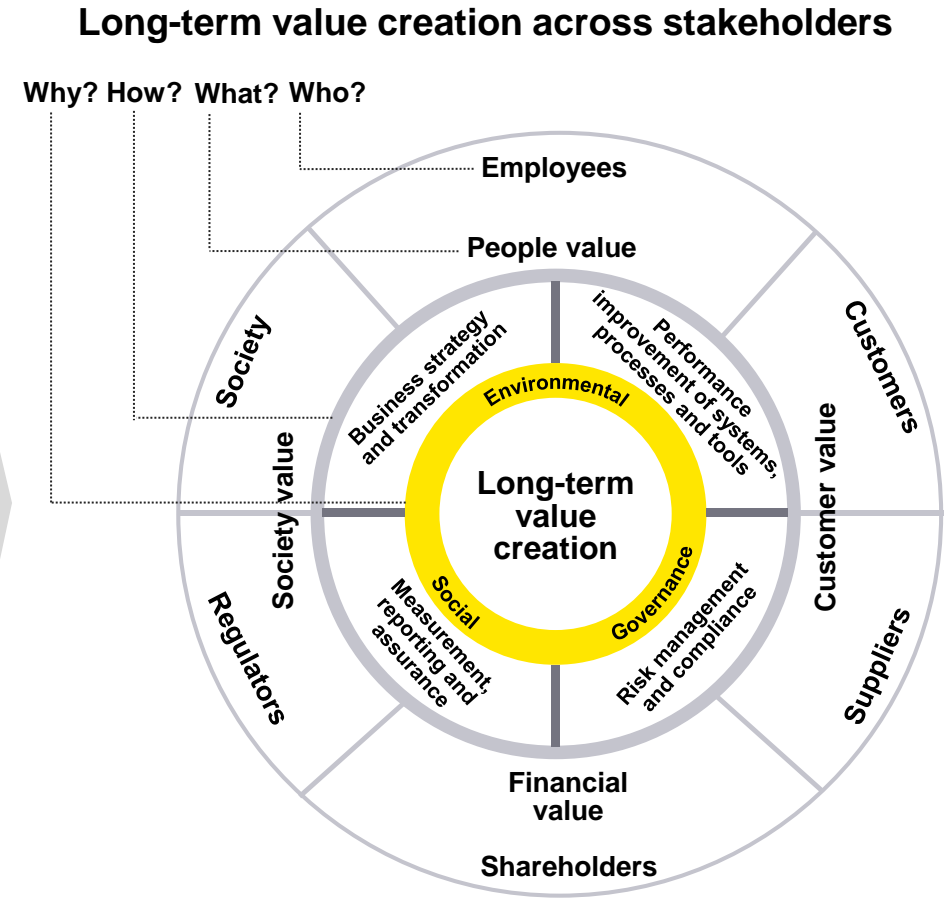 Long-term value creation across stakeholders
Why? How? What? Who?
Employees
People value
Society
Customers
Business strategy
and transformation
Performance
improvement of systems,
processes and tools
Environmental
Society value
Long-term
value
creation
Customer value
Social
Governance
Measurement,
reporting and
assurance
Risk management
and compliance
Regulators
Suppliers
Financial
value
Shareholders